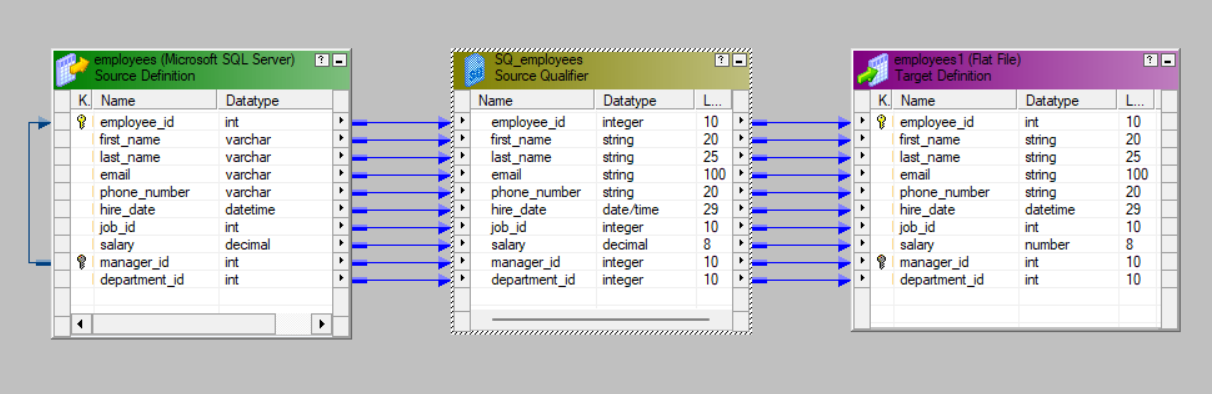 employees (Microsoft SQL Server)
Source Definition
K. Name Datatype
employee_id int
first_name varchar
last_name varchar
email varchar
phone_number varchar
hire_date datetime
job_id int
salary decimal
manager_id int
department_id int
SQ_employees
Source Qualifier
Name Datatype L...
employee_id integer 10
first_name string 20
last_name string 25
email string 100
phone_number string 20
hire_date date/time 29
job_id integer 10
salary decimal 8
manager_id integer 10
department_id integer 10
employees1 (Flat File)
Target Definition
K. Name Datatype L...
employee_id int 10
first_name string 20
last_name string 25
email string 100
phone_number string 20
hire_date datetime 29
job_id int 10
salary number 8
manager_id int 10
department_id int 10